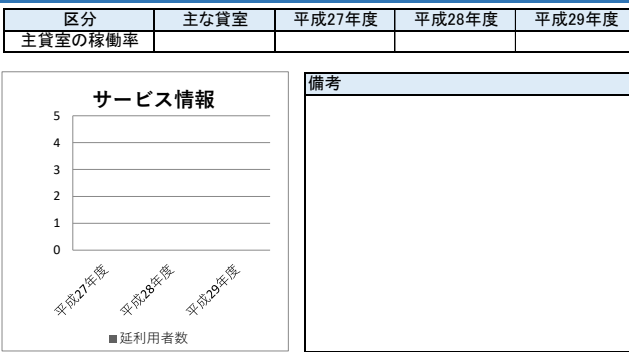 区分 主な貸室 平成27年度 平成28年度 平成29年度
主貸室の稼働率
サービス情報
5
4
3
2
1
0
平成27年度 平成28年度 平成29年度
■延利用者数
備考